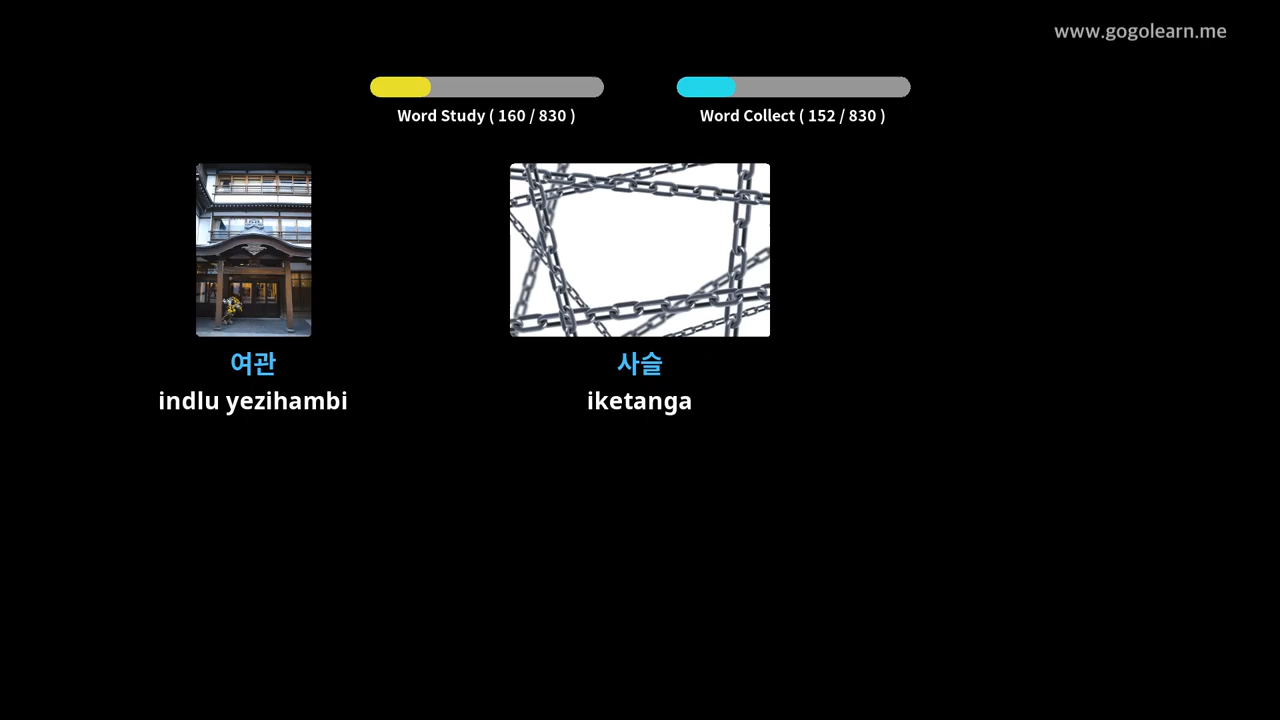 www.gogolearn.me
Word Study ( 160 / 830 )
Word Collect ( 152 / 830 )
여관
indlu yezihambi
사슬
iketanga